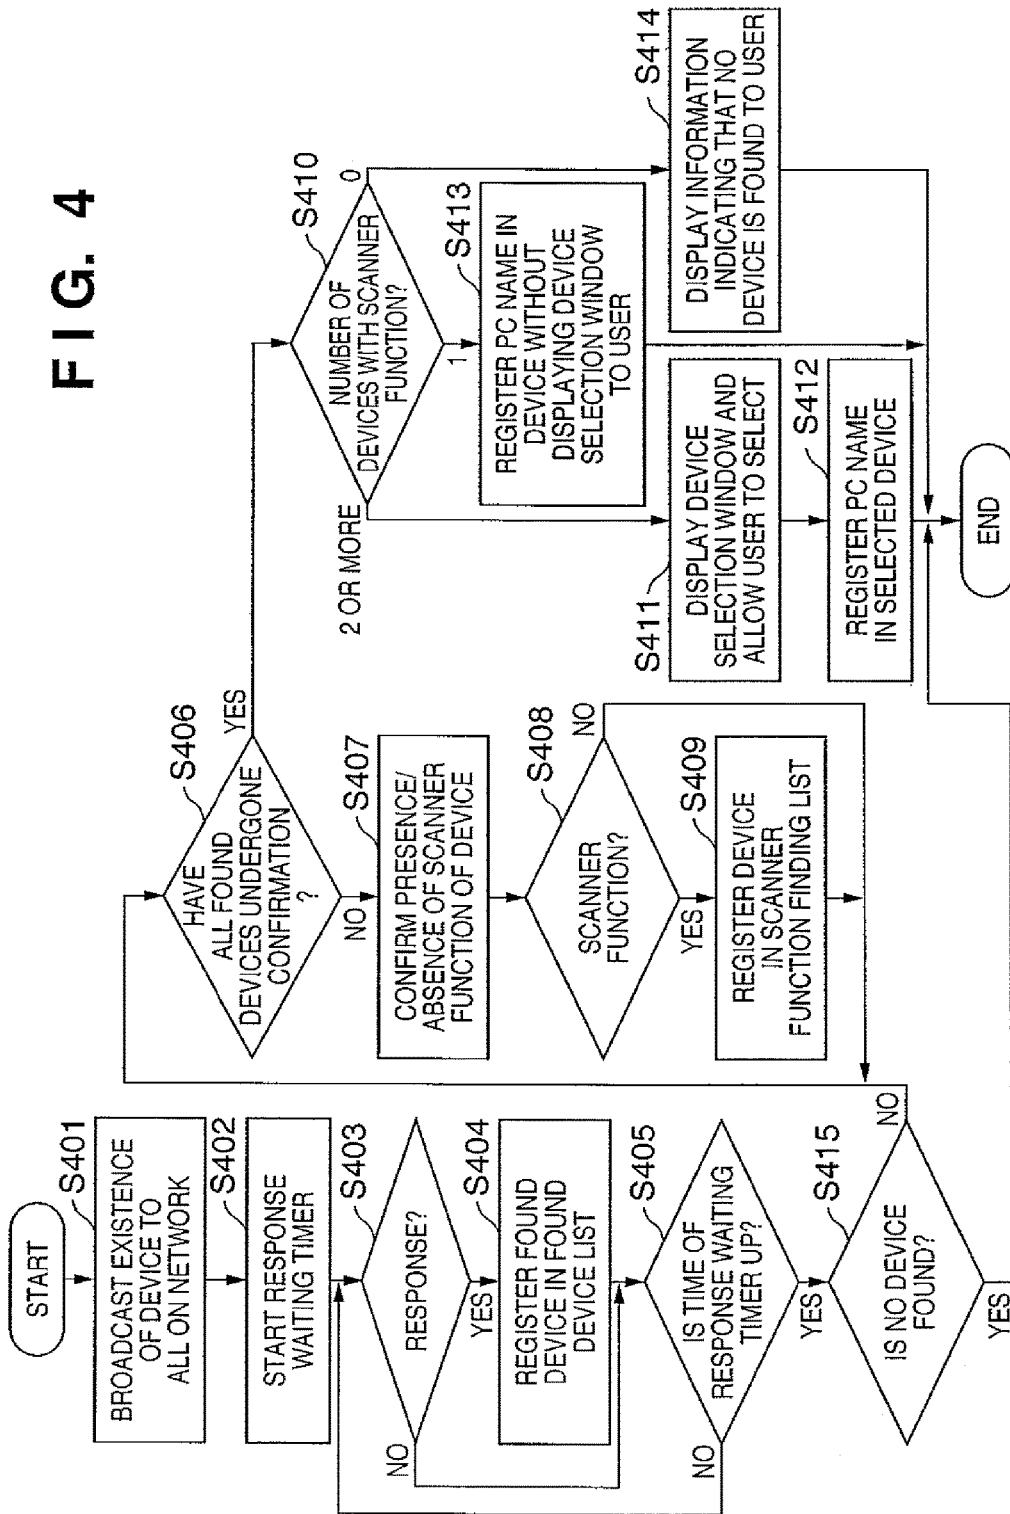 FIG. 4
START
S401
BROADCAST EXISTENCE
OF DEVICE TO
ALL ON NETWORK
S402
START RESPONSE
WAITING TIMER
S403
RESPONSE?
NO
YES
S404
REGISTER FOUND
DEVICE IN FOUND
DEVICE LIST
S405
IS TIME OF
RESPONSE WAITING
TIMER UP?
NO
YES
S415
IS NO DEVICE
FOUND?
NO
YES
S406
HAVE
ALL FOUND
DEVICES UNDERGONE
CONFIRMATION
?
YES
NO
S407
CONFIRM PRESENCE/
ABSENCE OF SCANNER
FUNCTION OF DEVICE
S408
SCANNER
FUNCTION?
NO
YES
S409
REGISTER DEVICE
IN SCANNER
FUNCTION FINDING LIST
S410
NUMBER OF
DEVICES WITH SCANNER
FUNCTION?
2 OR MORE
1
0
S413
REGISTER PC NAME IN
DEVICE WITHOUT
DISPLAYING DEVICE
SELECTION WINDOW
TO USER
S411
DISPLAY DEVICE
SELECTION WINDOW AND
ALLOW USER TO SELECT
S414
DISPLAY INFORMATION
INDICATING THAT NO
DEVICE IS FOUND TO USER
S412
REGISTER PC NAME
IN SELECTED DEVICE
END